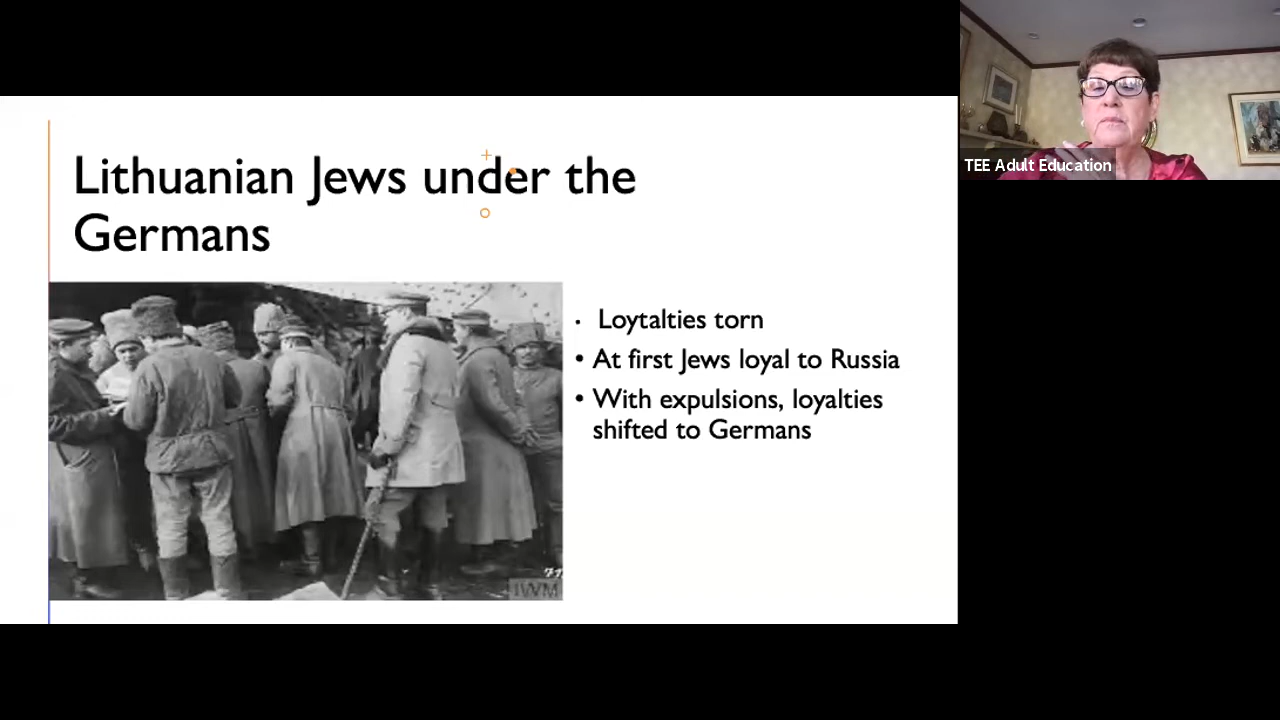 Lithuanian Jews under the
Germans
• Loytalties torn
• At first Jews loyal to Russia
• With expulsions, loyalties
shifted to Germans
IWM
TEE Adult Education